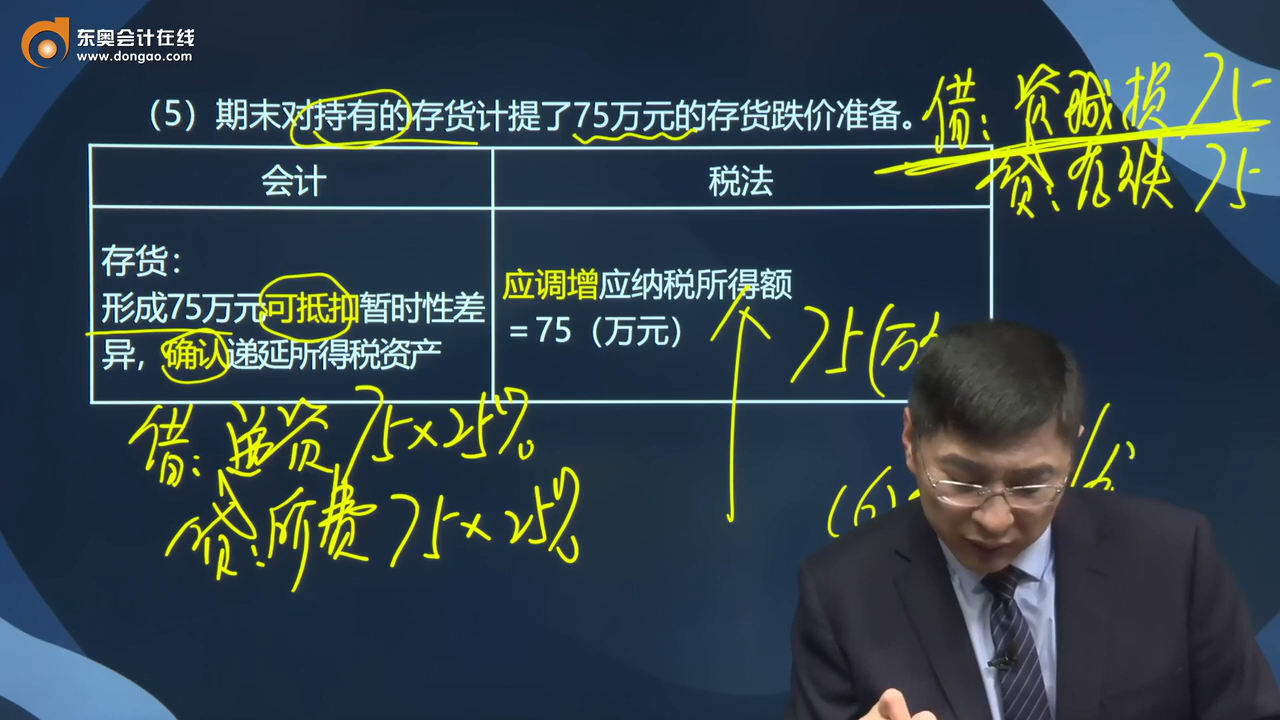 东奥会计在线
www.dongao.com
（5）期末对持有的存货计提了75万元的存货跌价准备。
借：资减损 75
贷：存跌 75
会计
税法
存货：
形成75万元可抵扣暂时性差
异，确认递延所得税资产
应调增应纳税所得额
＝75（万元）
75(万
借：递资 75×25%
贷：所费 75×25%